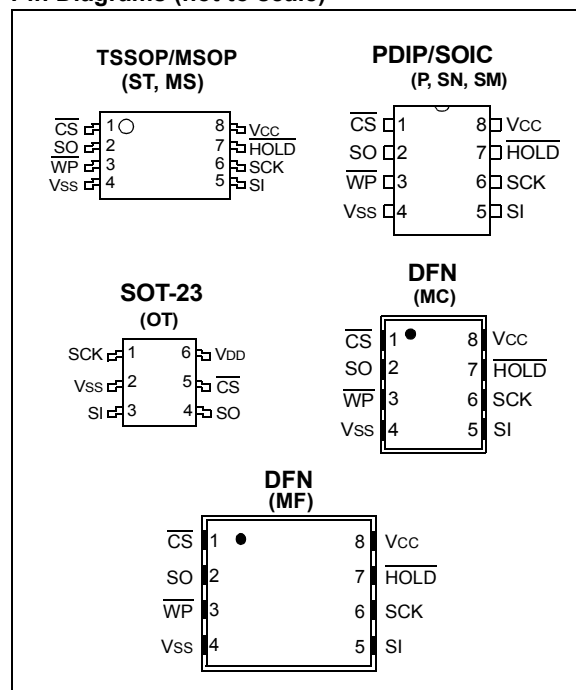 Pin Diagrams (not to scale)
TSSOP/MSOP
(ST, MS)
CS 1 8 VCC
SO 2 7 HOLD
WP 3 6 SCK
VSS 4 5 SI
PDIP/SOIC
(P, SN, SM)
CS 1 8 VCC
SO 2 7 HOLD
WP 3 6 SCK
VSS 4 5 SI
SOT-23
(OT)
SCK 1 6 VDD
VSS 2 5 CS
SI 3 4 SO
DFN
(MC)
CS 1 8 VCC
SO 2 7 HOLD
WP 3 6 SCK
VSS 4 5 SI
DFN
(MF)
CS 1 8 VCC
SO 2 7 HOLD
WP 3 6 SCK
VSS 4 5 SI